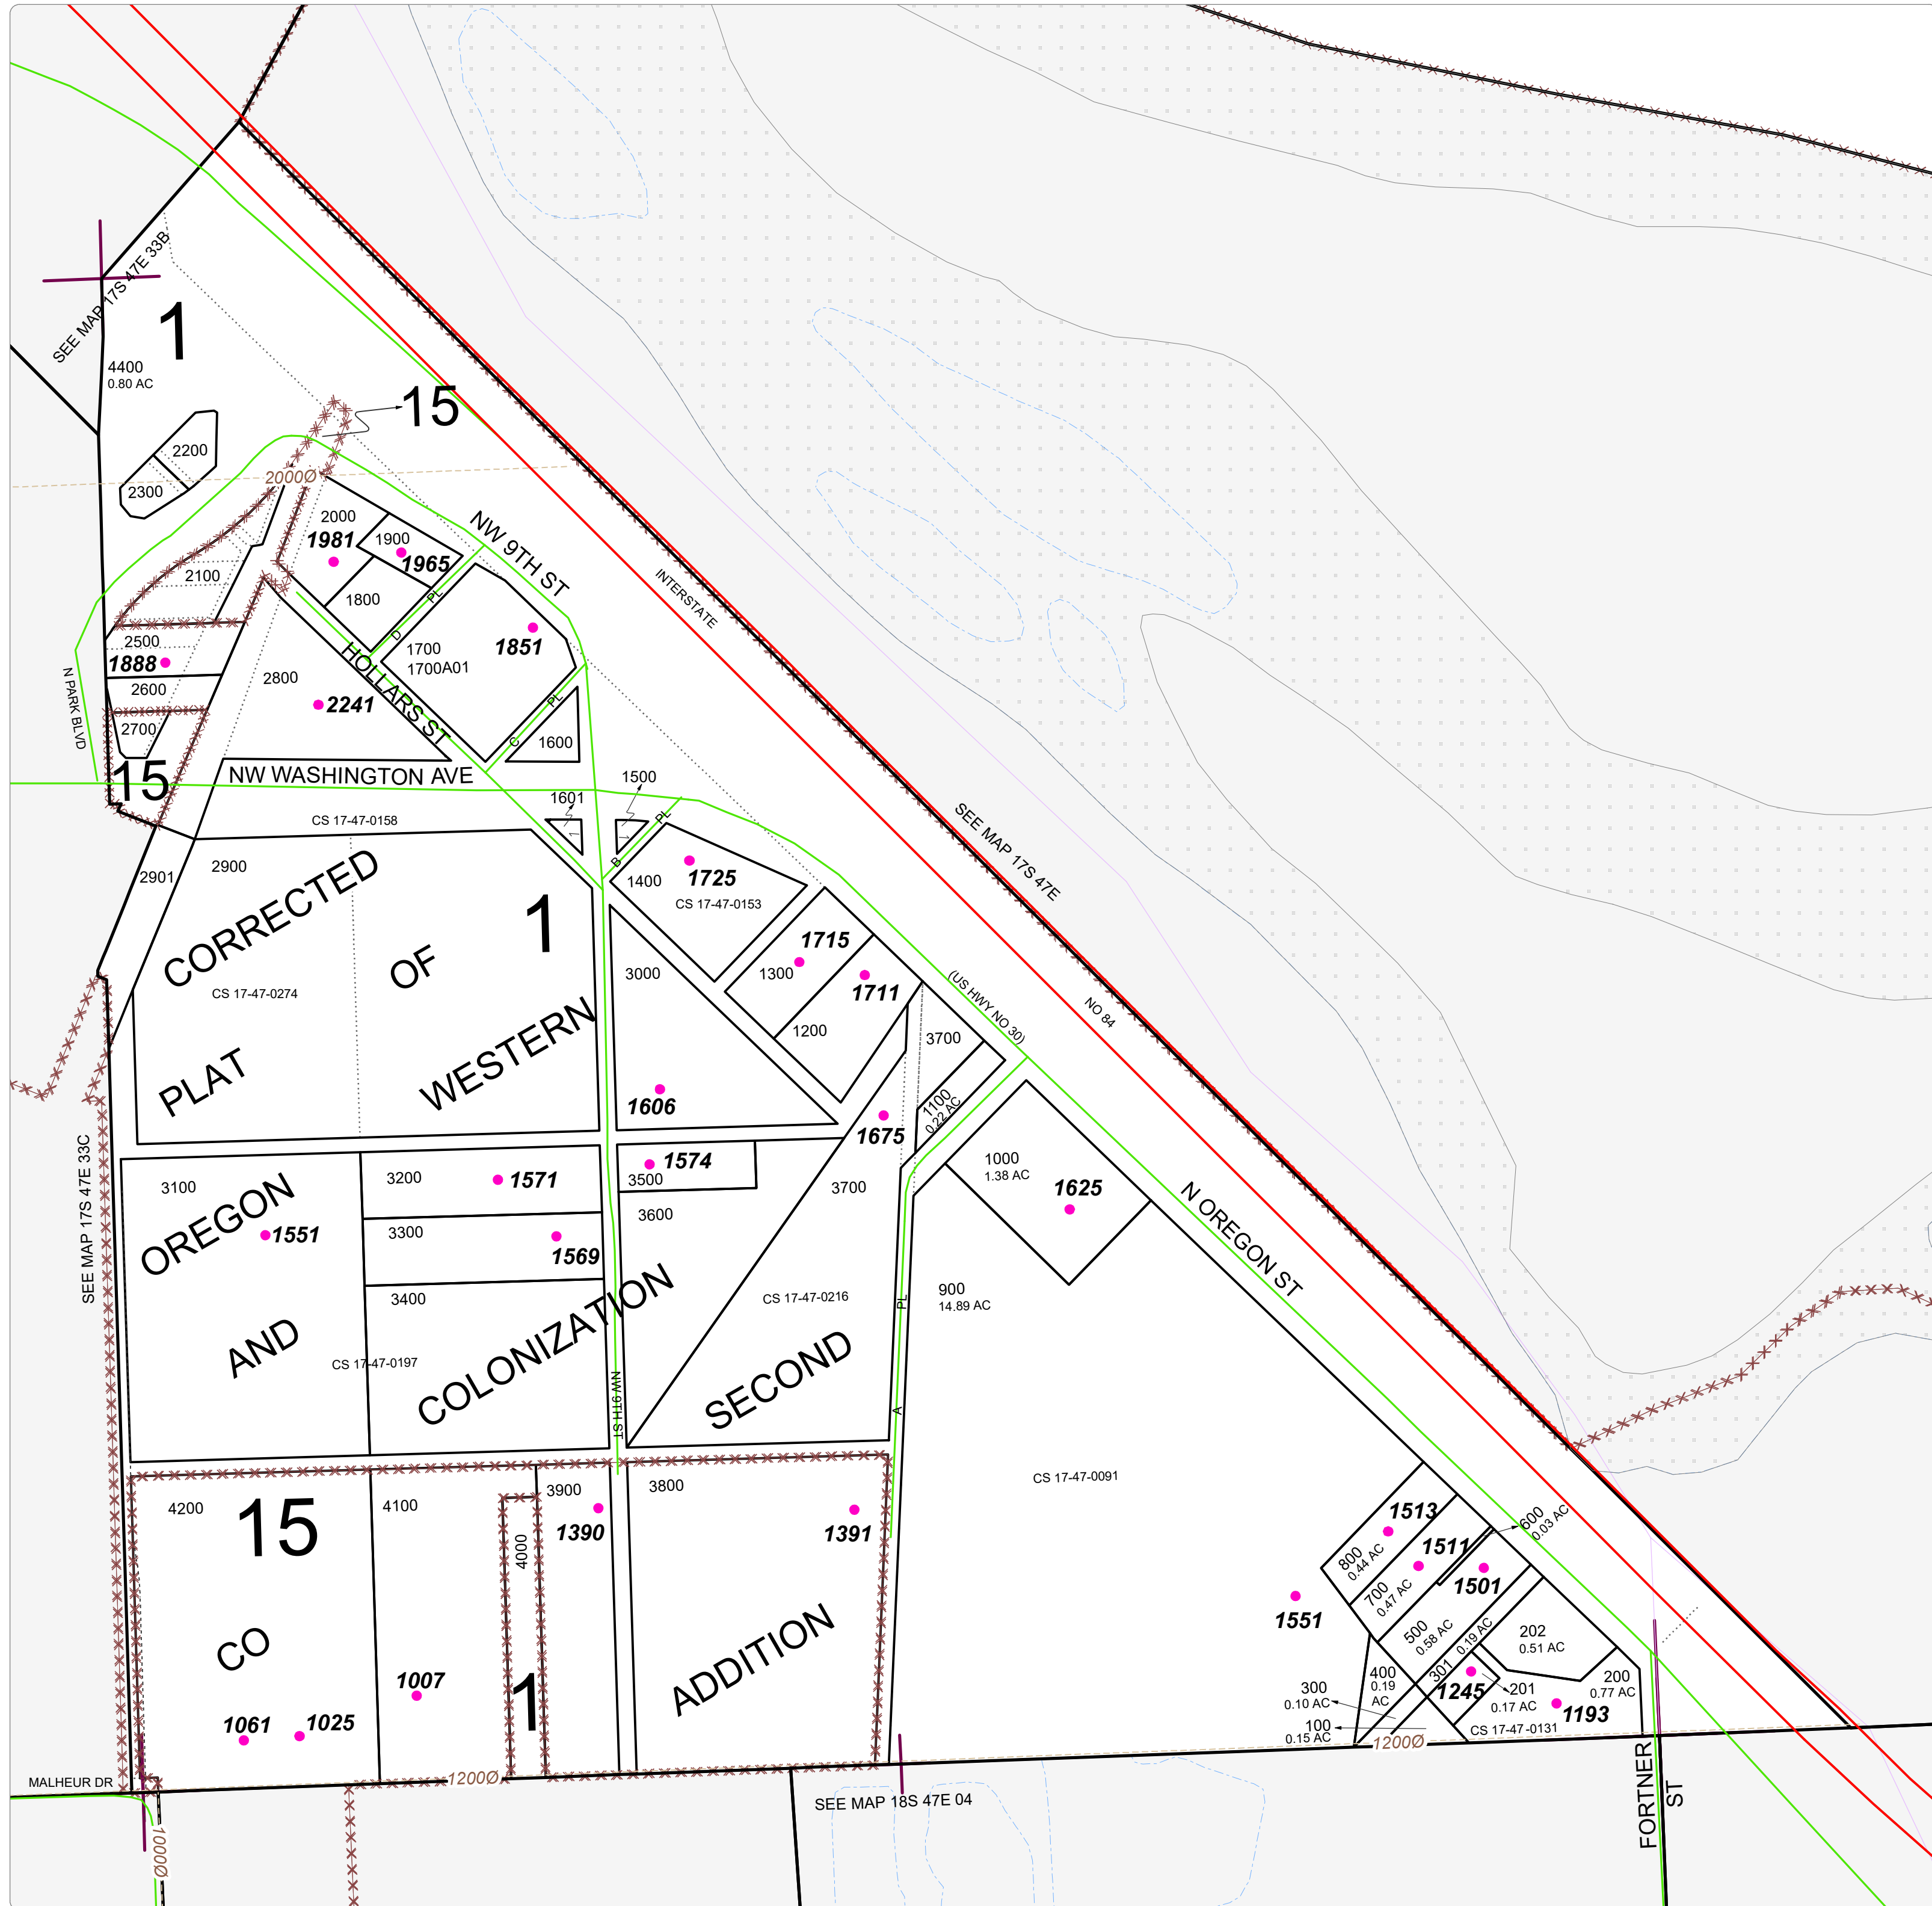 SEE MAP 17S 47E 33B
1
4400
0.80 AC
15
2200
2300
2000Ø
2000
1981
1900
1965
NW 9TH ST
2100
1800
D PL
INTERSTATE
1700
1700A01
1851
HOLLARS ST
2500
1888
2600
2700
N PARK BLVD
2800
2241
C PL
1600
15
NW WASHINGTON AVE
1500
1601
1
1
B PL
CS 17-47-0158
SEE MAP 17S 47E
2901
2900
CORRECTED
OF
1
CS 17-47-0274
PLAT
WESTERN
1400
1725
CS 17-47-0153
1715
1300
1711
1200
3000
(US HWY NO 30)
NO 84
3700
1100
0.22 AC
1606
1675
SEE MAP 17S 47E 33C
3100
OREGON
1551
3200
1571
3300
1569
3400
3500
1574
3600
3700
1000
1.38 AC
1625
N OREGON ST
900
14.89 AC
CS 17-47-0216
A PL
AND
CS 17-47-0197
COLONIZATION
NW 9TH ST
SECOND
CS 17-47-0091
4200
15
4100
4000
3900
1390
3800
1391
CO
ADDITION
1007
1
1061
1025
1513
800
0.44 AC
1511
700
0.47 AC
600
0.03 AC
1501
500
0.58 AC
1551
202
0.51 AC
301
0.19 AC
400
0.19
AC
300
0.10 AC
100
0.15 AC
1245
201
0.17 AC
200
0.77 AC
1193
CS 17-47-0131
1200Ø
MALHEUR DR
1200Ø
SEE MAP 18S 47E 04
FORTNER
ST
1000Ø